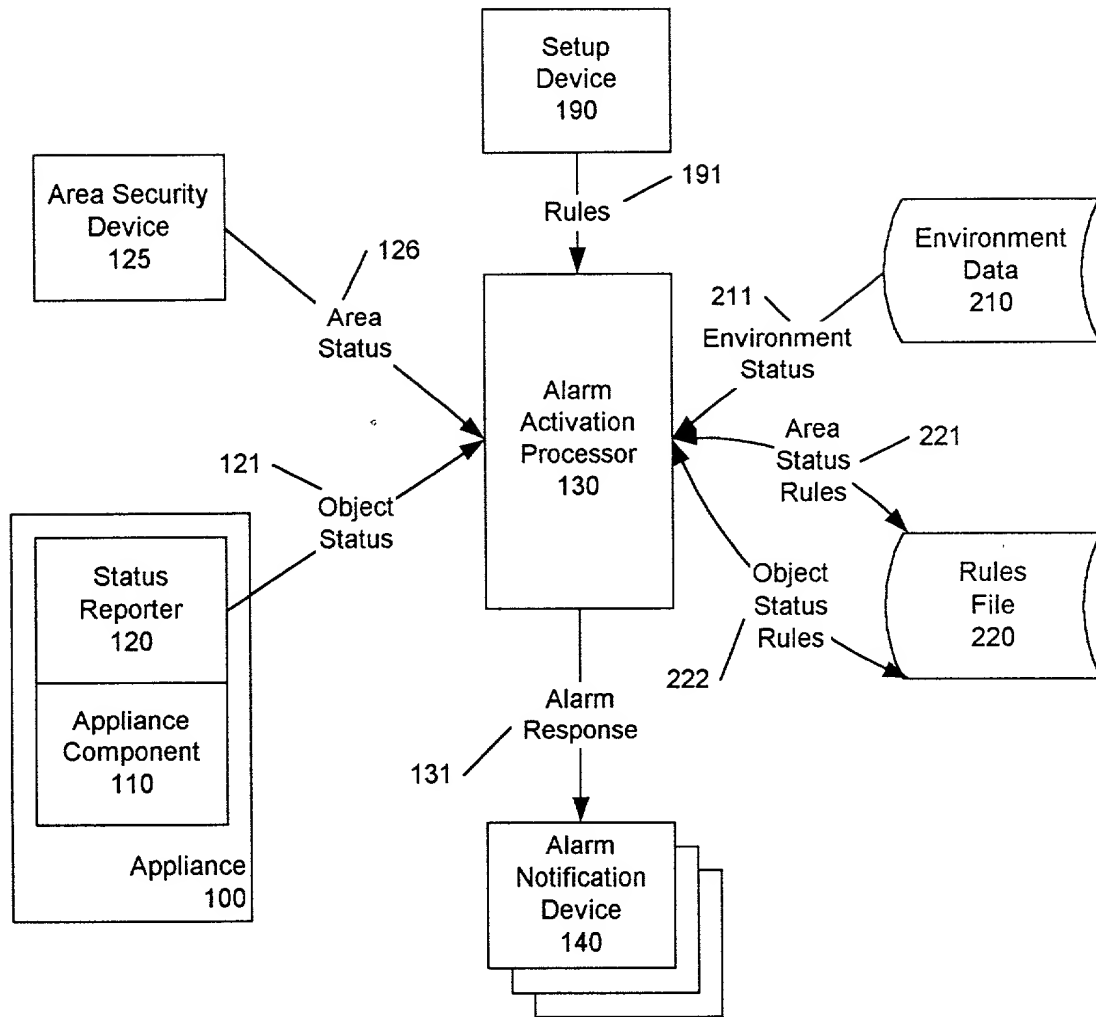 Setup
Device
190
191
Rules
Area Security
Device
125
126
Area
Status
Environment
Data
210
211
Environment
Status
Alarm
Activation
Processor
130
Area
Status
Rules
221
121
Object
Status
Status
Reporter
120
Appliance
Component
110
Appliance
100
Object
Status
Rules
222
Rules
File
220
Alarm
Response
131
Alarm
Notification
Device
140